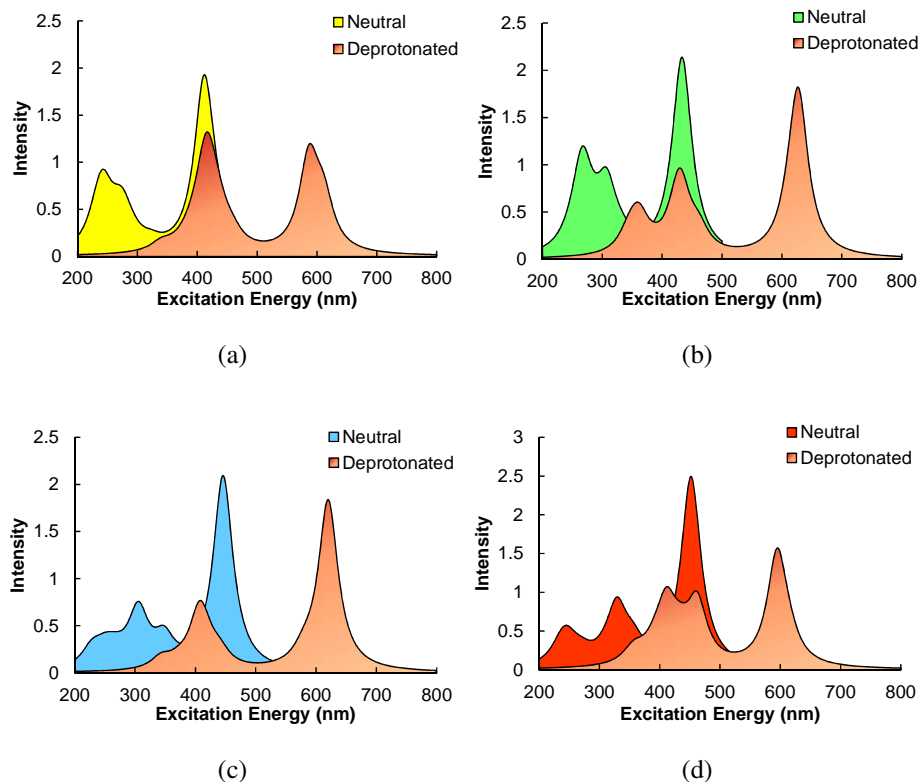 2.5
2
1.5
1
0.5
0
Intensity
200 300 400 500 600 700 800
Excitation Energy (nm)
Neutral
Deprotonated
(a)
2.5
2
1.5
1
0.5
0
Intensity
200 300 400 500 600 700 800
Excitation Energy (nm)
Neutral
Deprotonated
(b)
2.5
2
1.5
1
0.5
0
Intensity
200 300 400 500 600 700 800
Excitation Energy (nm)
Neutral
Deprotonated
(c)
3
2.5
2
1.5
1
0.5
0
Intensity
200 300 400 500 600 700 800
Excitation Energy (nm)
Neutral
Deprotonated
(d)